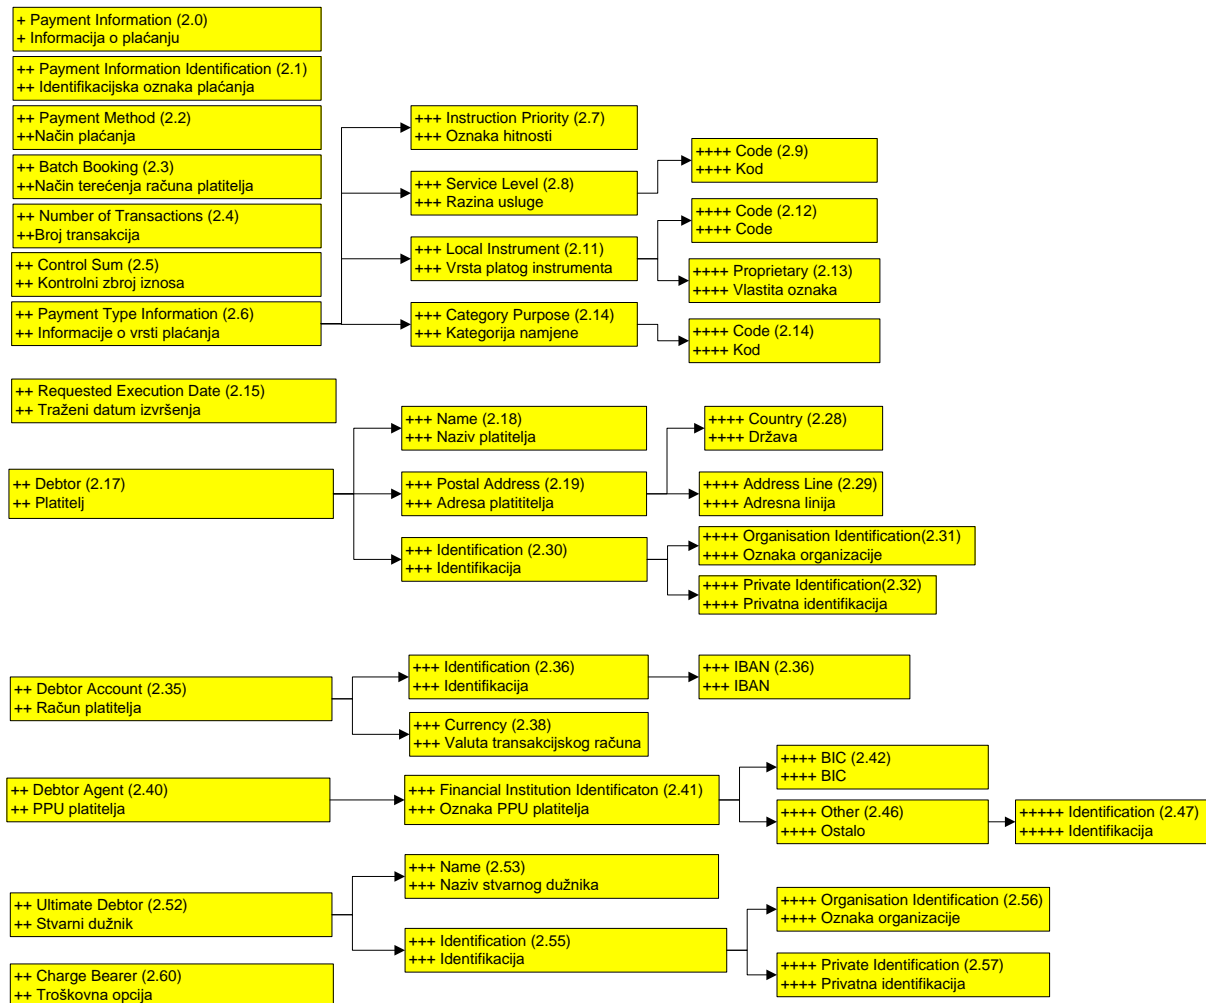 + Payment Information (2.0)
+ Informacija o plaćanju
++ Payment Information Identification (2.1)
++ Identifikacijska oznaka plaćanja
++ Payment Method (2.2)
++Način plaćanja
++ Batch Booking (2.3)
++Način terećenja računa platitelja
++ Number of Transactions (2.4)
++Broj transakcija
++ Control Sum (2.5)
++ Kontrolni zbroj iznosa
++ Payment Type Information (2.6)
++ Informacije o vrsti plaćanja
+++ Instruction Priority (2.7)
+++ Oznaka hitnosti
+++ Service Level (2.8)
+++ Razina usluge
++++ Code (2.9)
++++ Kod
+++ Local Instrument (2.11)
+++ Vrsta platog instrumenta
++++ Code (2.12)
++++ Code
++++ Proprietary (2.13)
++++ Vlastita oznaka
+++ Category Purpose (2.14)
+++ Kategorija namjene
++++ Code (2.14)
++++ Kod
++ Requested Execution Date (2.15)
++ Traženi datum izvršenja
++ Debtor (2.17)
++ Platitelj
+++ Name (2.18)
+++ Naziv platitelja
+++ Postal Address (2.19)
+++ Adresa platititelja
++++ Country (2.28)
++++ Država
++++ Address Line (2.29)
++++ Adresna linija
+++ Identification (2.30)
+++ Identifikacija
++++ Organisation Identification(2.31)
++++ Oznaka organizacije
++++ Private Identification(2.32)
++++ Privatna identifikacija
++ Debtor Account (2.35)
++ Račun platitelja
+++ Identification (2.36)
+++ Identifikacija
+++ IBAN (2.36)
+++ IBAN
+++ Currency (2.38)
+++ Valuta transakcijskog računa
++ Debtor Agent (2.40)
++ PPU platitelja
+++ Financial Institution Identificaton (2.41)
+++ Oznaka PPU platitelja
++++ BIC (2.42)
++++ BIC
++++ Other (2.46)
++++ Ostalo
+++++ Identification (2.47)
+++++ Identifikacija
++ Ultimate Debtor (2.52)
++ Stvarni dužnik
+++ Name (2.53)
+++ Naziv stvarnog dužnika
+++ Identification (2.55)
+++ Identifikacija
++++ Organisation Identification (2.56)
++++ Oznaka organizacije
++++ Private Identification (2.57)
++++ Privatna identifikacija
++ Charge Bearer (2.60)
++ Troškovna opcija